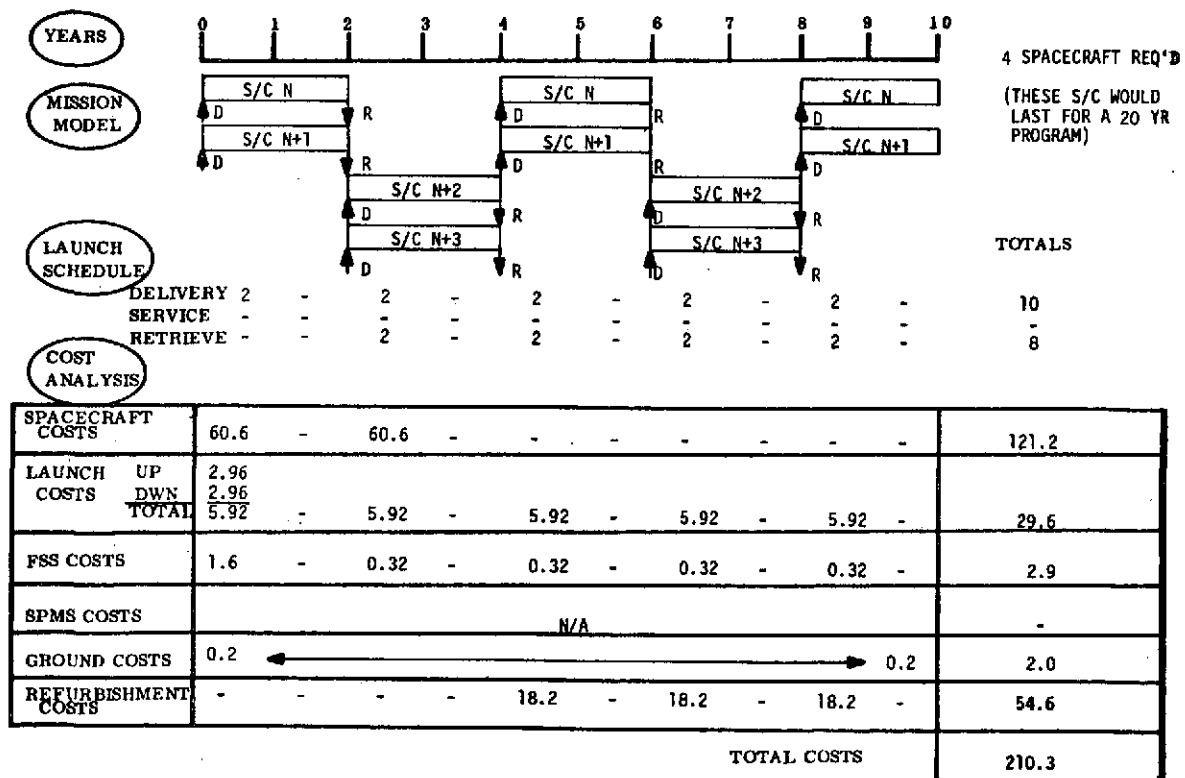 YEARS
0 1 2 3 4 5 6 7 8 9 10
4 SPACECRAFT REQ'D
(THESE S/C WOULD
LAST FOR A 20 YR
PROGRAM)
MISSION
MODEL
S/C N S/C N S/C N
D R D R D
S/C N+1 S/C N+1 S/C N+1
D R D R D
S/C N+2 S/C N+2
D R D R
S/C N+3 S/C N+3
D R D R
LAUNCH
SCHEDULE
TOTALS
DELIVERY 2 - 2 - 2 - 2 - 2 - 10
SERVICE - - - - - - - - - - -
RETRIEVE - - 2 - 2 - 2 - 2 - 8
COST
ANALYSIS
SPACECRAFT
COSTS 60.6 - 60.6 - - - - - - - 121.2
LAUNCH UP 2.96
COSTS DWN 2.96
TOTAL 5.92 - 5.92 - 5.92 - 5.92 - 5.92 - 29.6
FSS COSTS 1.6 - 0.32 - 0.32 - 0.32 - 0.32 - 2.9
SPMS COSTS N/A -
GROUND COSTS 0.2 0.2 2.0
REFURBISHMENT
COSTS - - - - 18.2 - 18.2 - 18.2 - 54.6
TOTAL COSTS 210.3